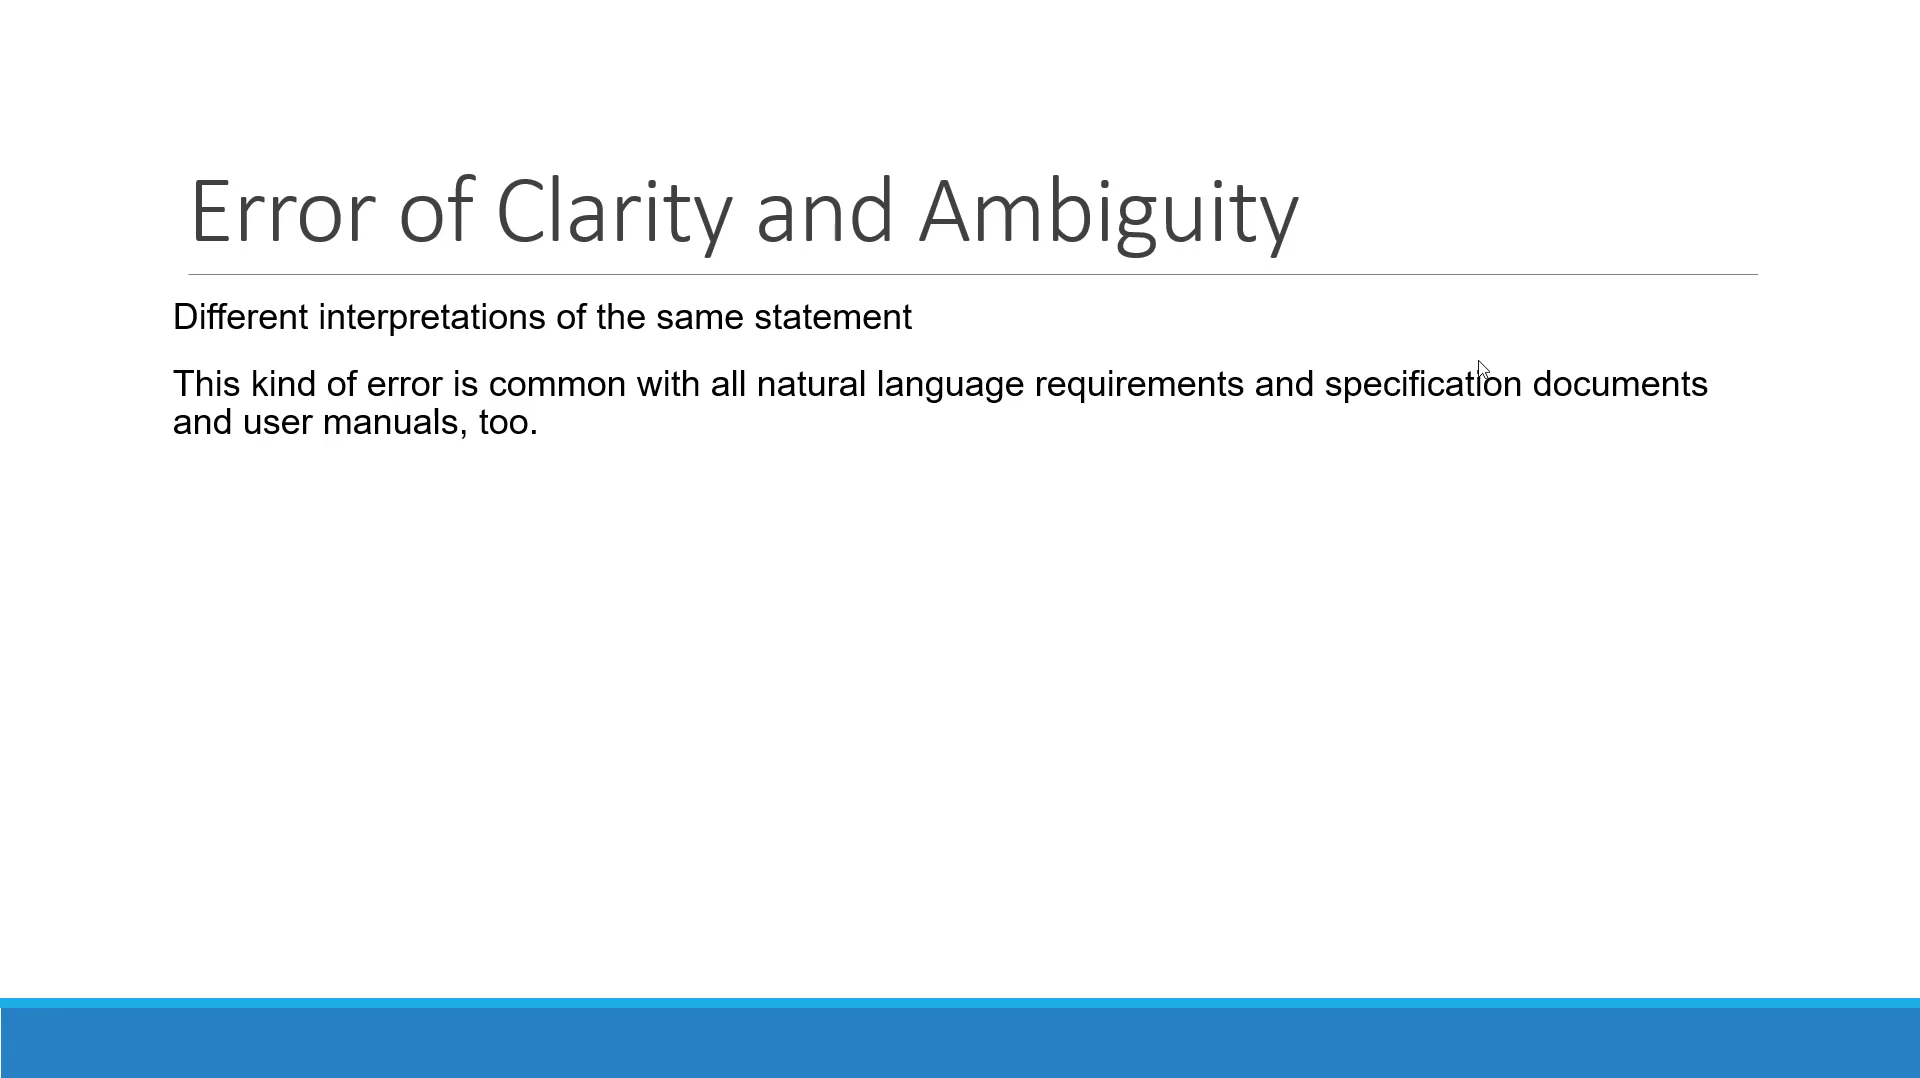 Error of Clarity and Ambiguity
Different interpretations of the same statement
This kind of error is common with all natural language requirements and specification documents
and user manuals, too.